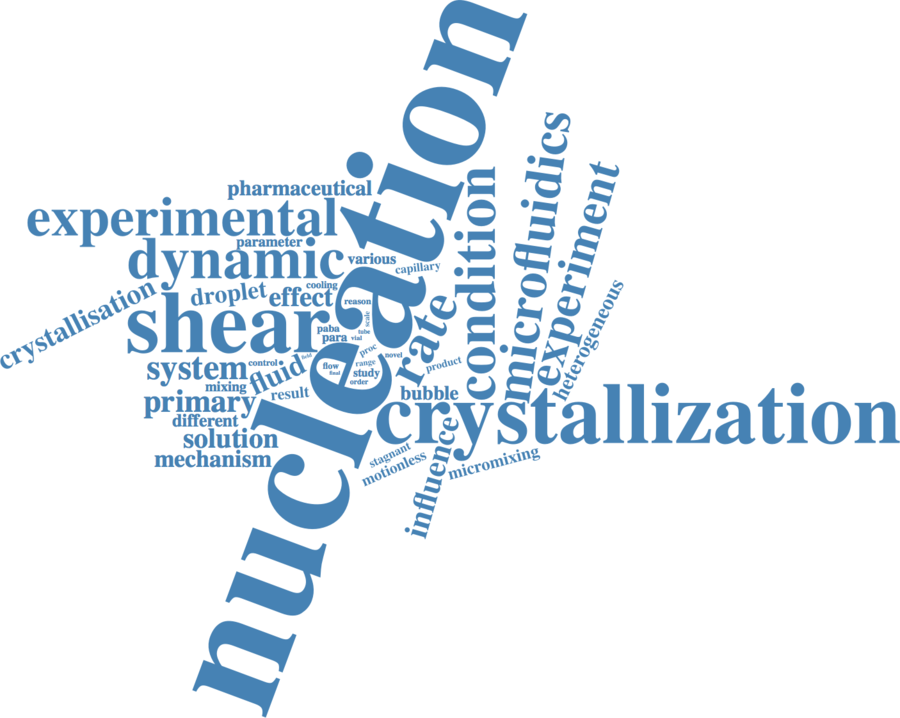 nucleation
pharmaceutical
experimental
parameter
dynamic
various
capillary
condition
microfluidics
experiment
heterogeneous
crystallisation
droplet
cooling
effect
reason
scale
shear
paba
tube
para
vial
rate
system
control
fluid
field
flow
final
proc
range
novel
study
order
product
mixing
result
primary
bubble
crystallization
different
solution
mechanism
stagnant
motionless
influence
micromixing